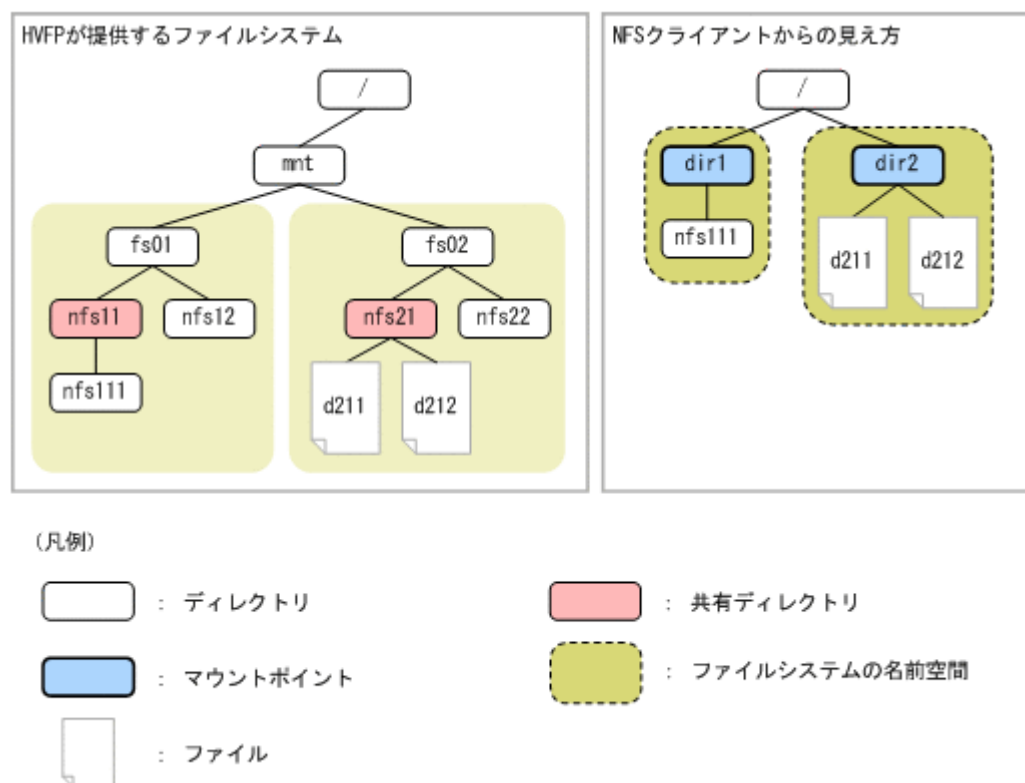 HVFPが提供するファイルシステム
/
mnt
fs01
fs02
nfs11
nfs12
nfs21
nfs22
nfs111
d211
d212
NFSクライアントからの見え方
/
dir1
dir2
nfs111
d211
d212
(凡例)
： ディレクトリ
： 共有ディレクトリ
： マウントポイント
： ファイルシステムの名前空間
： ファイル